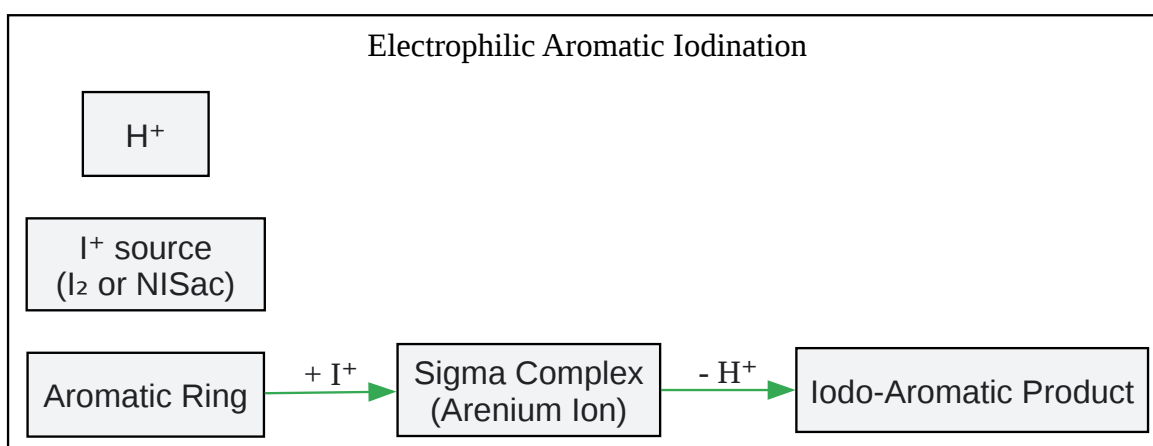 Electrophilic Aromatic Iodination
H⁺
I⁺ source
(I₂ or NISac)
Aromatic Ring
+ I⁺
Sigma Complex
(Arenium Ion)
- H⁺
Iodo-Aromatic Product